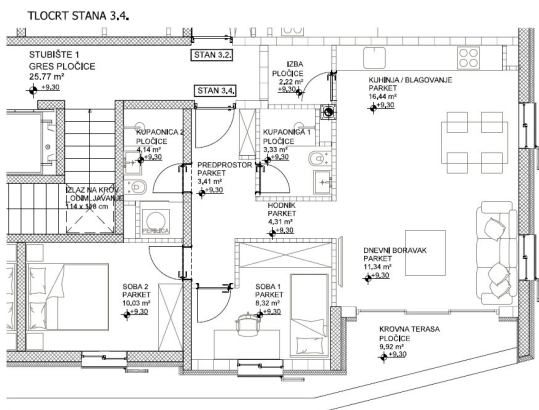 TLOCRT STANA 3.4.
STUBIŠTE 1
GRES PLOČICE
25.77 m²
+9,30
STAN 3.2.
STAN 3.4.
IZBA
PLOČICE
2,22 m²
+9,30
KUHINJA / BLAGOVANJE
PARKET
16,44 m²
+9,30
KUPAONICA 2
PLOČICE
4,14 m²
+9,30
KUPAONICA 1
PLOČICE
3,33 m²
+9,30
PREDPROSTOR
PARKET
3,41 m²
+9,30
IZLAZ NA KROV
114 x 198 cm
PERILICA
HODNIK
PARKET
4,31 m²
+9,30
DNEVNI BORAVAK
PARKET
11,34 m²
+9,30
SOBA 2
PARKET
10,03 m²
+9,30
SOBA 1
PARKET
8,32 m²
+9,30
KROVNA TERASA
PLOČICE
9,92 m²
+9,30